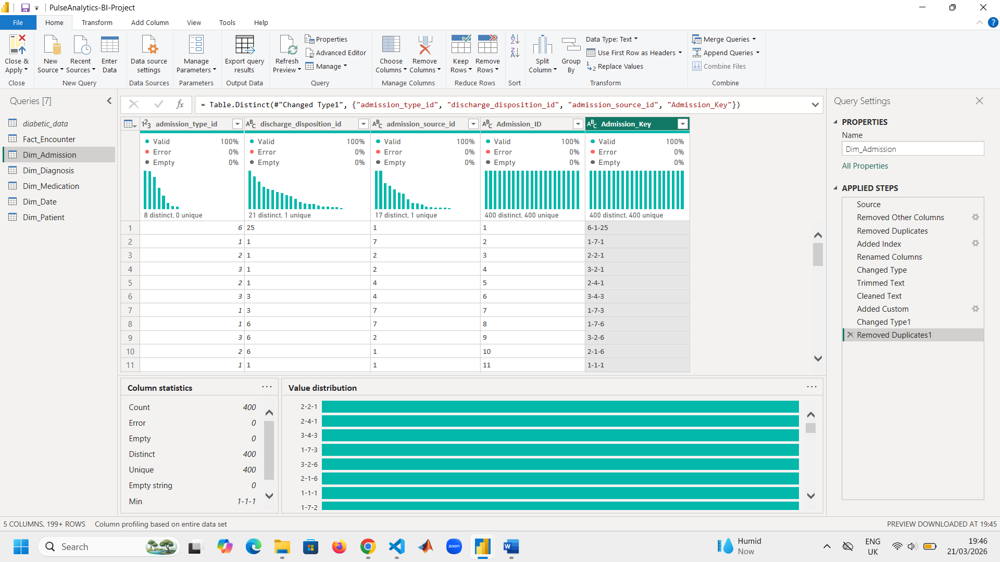 PulseAnalytics-BI-Project
File
Home
Transform
Add Column
View
Tools
Help
Close & Apply
New Source
Recent Sources
Enter Data
Data source settings
Manage Parameters
Export query results
Refresh Preview
Properties
Advanced Editor
Manage
Choose Columns
Remove Columns
Keep Rows
Remove Rows
Split Column
Group By
Data Type: Text
Use First Row as Headers
Replace Values
Merge Queries
Append Queries
Combine Files
Close
New Query
Data Sources
Parameters
Output Data
Query
Manage Columns
Reduce Rows
Sort
Transform
Combine
Queries [7]
diabetic_data
Fact_Encounter
Dim_Admission
Dim_Diagnosis
Dim_Medication
Dim_Date
Dim_Patient
fx
= Table.Distinct(#"Changed Type1", {"admission_type_id", "discharge_disposition_id", "admission_source_id", "Admission_Key"})
123 admission_type_id ABC discharge_disposition_id ABC admission_source_id ABC Admission_ID ABC Admission_Key
Valid 100% Valid 100% Valid 100% Valid 100% Valid 100%
Error 0% Error 0% Error 0% Error 0% Error 0%
Empty 0% Empty 0% Empty 0% Empty 0% Empty 0%
8 distinct, 0 unique 21 distinct, 1 unique 17 distinct, 1 unique 400 distinct, 400 unique 400 distinct, 400 unique
1 6 25 1 1 6-1-25
2 1 1 7 2 1-7-1
3 2 1 2 3 2-2-1
4 3 1 2 4 3-2-1
5 2 1 4 5 2-4-1
6 3 3 4 6 3-4-3
7 1 3 7 7 1-7-3
8 1 6 7 8 1-7-6
9 3 6 2 9 3-2-6
10 2 6 1 10 2-1-6
11 1 1 1 11 1-1-1
Column statistics
Count 400
Error 0
Empty 0
Distinct 400
Unique 400
Empty string 0
Min 1-1-1
Value distribution
2-2-1
2-4-1
3-4-3
1-7-3
3-2-6
2-1-6
1-1-1
1-7-2
Query Settings
PROPERTIES
Name
Dim_Admission
All Properties
APPLIED STEPS
Source
Removed Other Columns
Removed Duplicates
Added Index
Renamed Columns
Changed Type
Trimmed Text
Cleaned Text
Added Custom
Changed Type1
Removed Duplicates1
5 COLUMNS, 199+ ROWS
Column profiling based on entire data set
PREVIEW DOWNLOADED AT 19:45
Search
zoom
Humid
Now
ENG
UK
19:46
21/03/2026